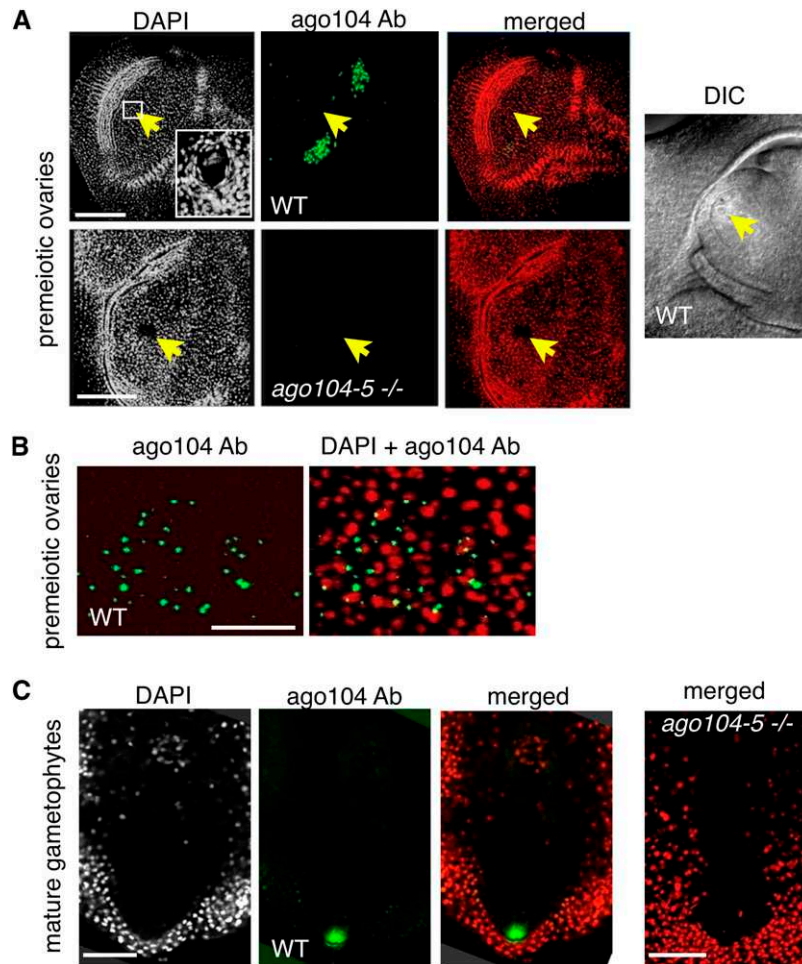 A
DAPI
ago104 Ab
merged
DIC
premeiotic ovaries
WT
WT
ago104-5 -/-
B
ago104 Ab
DAPI + ago104 Ab
premeiotic ovaries
WT
C
DAPI
ago104 Ab
merged
merged
ago104-5 -/-
mature gametophytes
WT